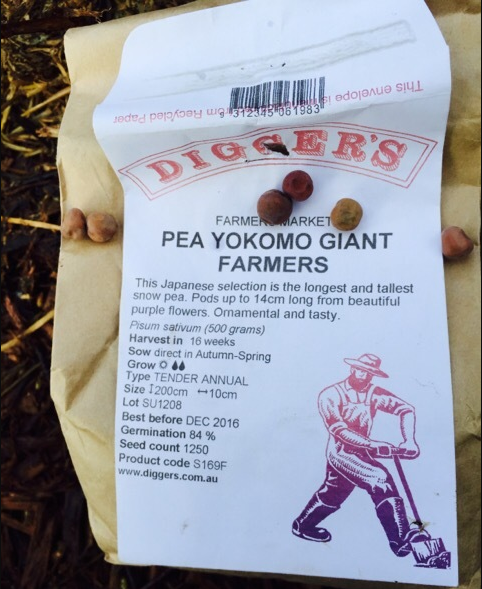 This envelope is from Recycled Paper
9 312345 061983
DIGGER'S
FARMERS MARKET
PEA YOKOMO GIANT
FARMERS
This Japanese selection is the longest and tallest
snow pea. Pods up to 14cm long from beautiful
purple flowers. Ornamental and tasty.
Pisum sativum (500 grams)
Harvest in 16 weeks
Sow direct in Autumn-Spring
Grow
Type TENDER ANNUAL
Size ↕200cm ↔10cm
Lot SU1208
Best before DEC 2016
Germination 84 %
Seed count 1250
Product code S169F
www.diggers.com.au